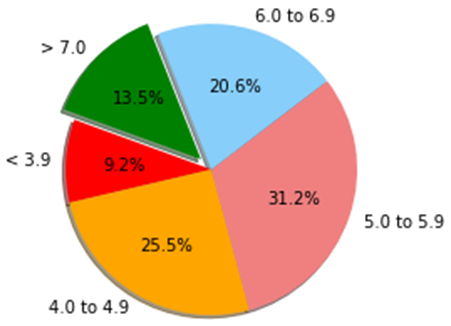 6.0 to 6.9
> 7.0
20.6%
13.5%
< 3.9
9.2%
31.2%
5.0 to 5.9
25.5%
4.0 to 4.9